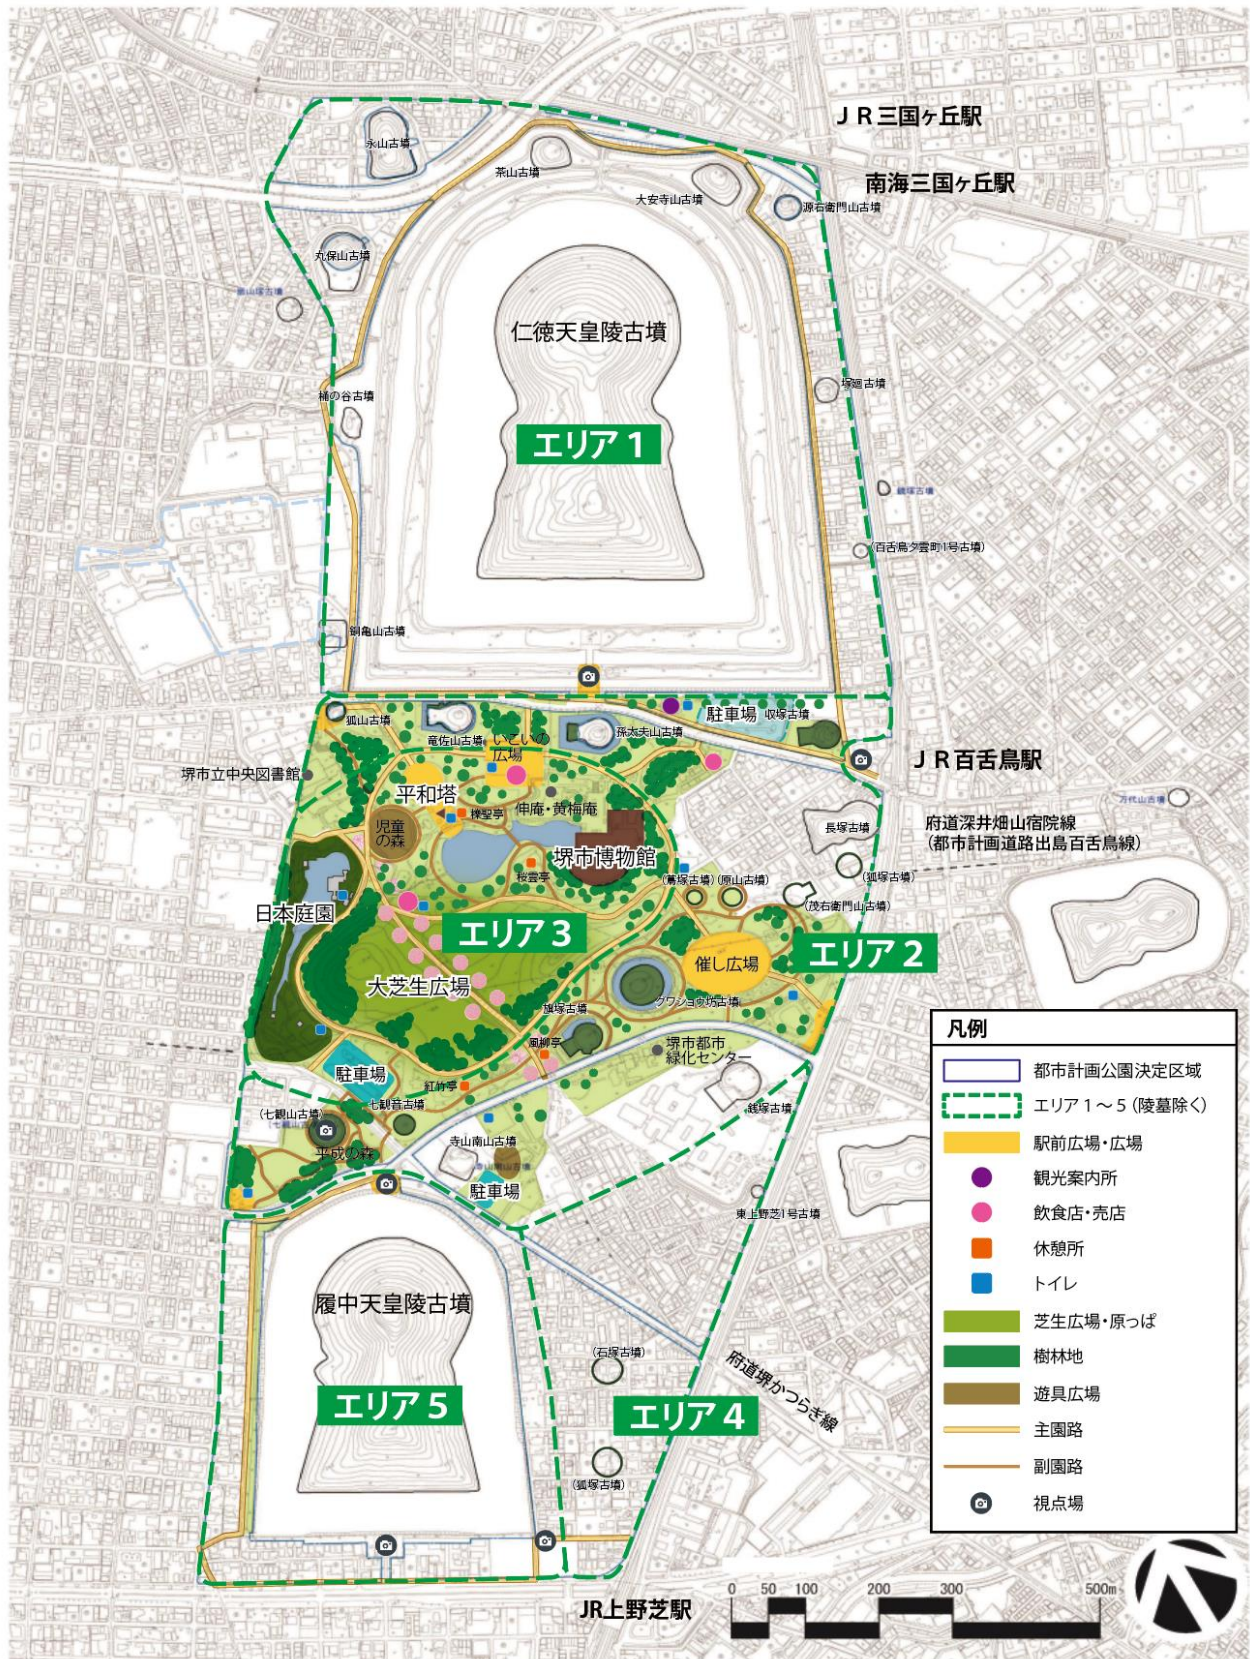 JR三国ヶ丘駅
南海三国ヶ丘駅
永山古墳
茶山古墳
大安寺山古墳
源右衛門山古墳
丸保山古墳
仁徳天皇陵古墳
樋の谷古墳
塚廻古墳
エリア1
鏡塚古墳
(百舌鳥夕雲町1号古墳)
銅亀山古墳
狐山古墳
竜佐山古墳
いこいの
広場
孫太夫山古墳
駐車場
収塚古墳
JR百舌鳥駅
堺市立中央図書館
平和塔
伸庵・黄梅庵
児童
の森
堺市博物館
桜雲亭
長塚古墳
万代山古墳
府道深井畑山宿院線
(都市計画道路出島百舌鳥線)
(狐塚古墳)
(蔦塚古墳)
(原山古墳)
(茂右衛門山古墳)
日本庭園
エリア3
エリア2
催し広場
大芝生広場
グワショウ坊古墳
旗塚古墳
風柳亭
堺市都市
緑化センター
駐車場
紅竹亭
七観音古墳
(七観山古墳)
平成の森
銭塚古墳
寺山南山古墳
駐車場
東上野芝1号古墳
履中天皇陵古墳
(石塚古墳)
府道堺かつらぎ線
エリア5
エリア4
(狐塚古墳)
JR上野芝駅
凡例
都市計画公園決定区域
エリア1～5(陵墓除く)
駅前広場・広場
観光案内所
飲食店・売店
休憩所
トイレ
芝生広場・原っぱ
樹林地
遊具広場
主園路
副園路
視点場
0 50 100 200 300 500m